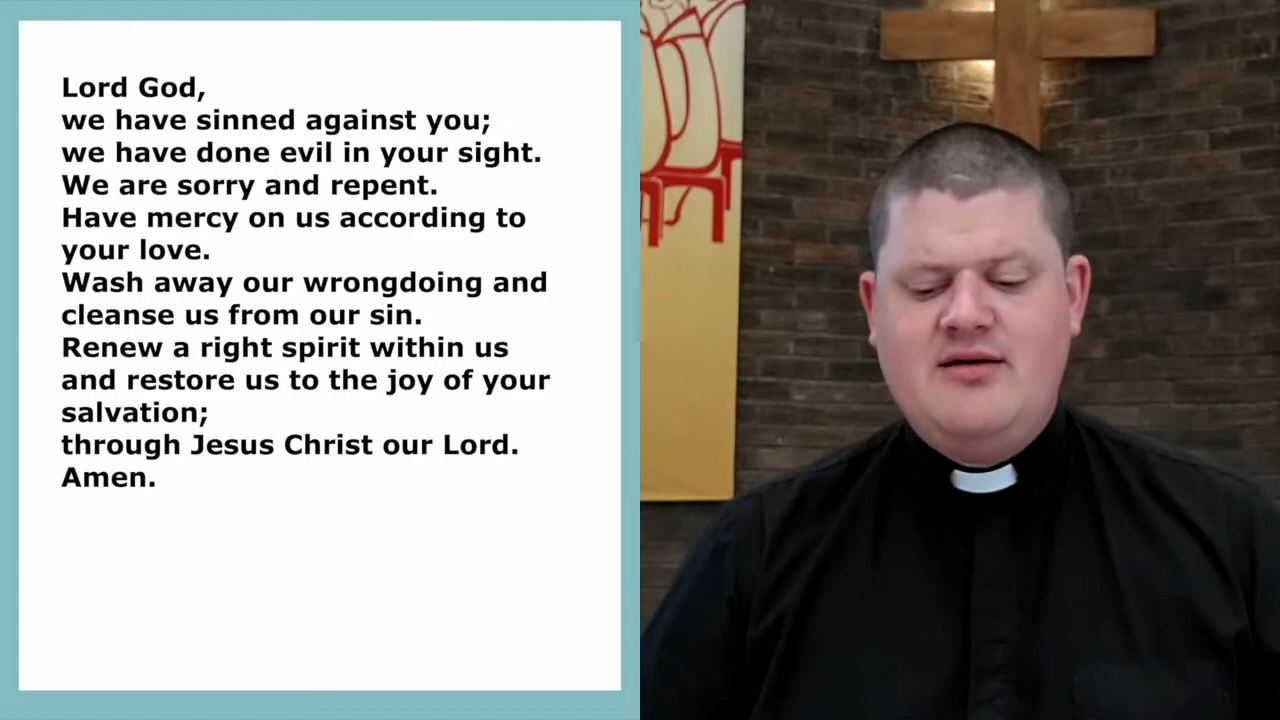 Lord God,
we have sinned against you;
we have done evil in your sight.
We are sorry and repent.
Have mercy on us according to
your love.
Wash away our wrongdoing and
cleanse us from our sin.
Renew a right spirit within us
and restore us to the joy of your
salvation;
through Jesus Christ our Lord.
Amen.